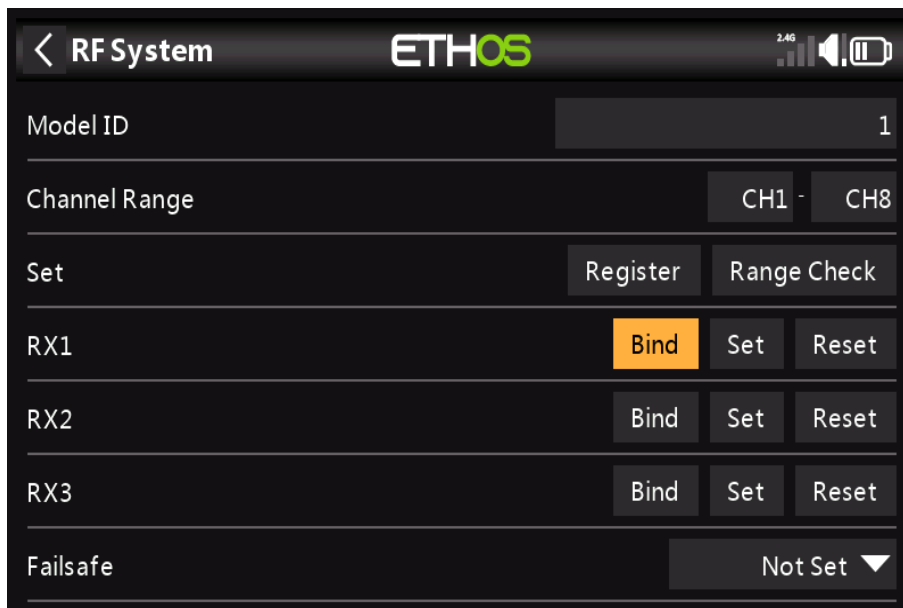 RF System ETHOS 2.4G
Model ID 1
Channel Range CH1 - CH8
Set Register Range Check
RX1 Bind Set Reset
RX2 Bind Set Reset
RX3 Bind Set Reset
Failsafe Not Set